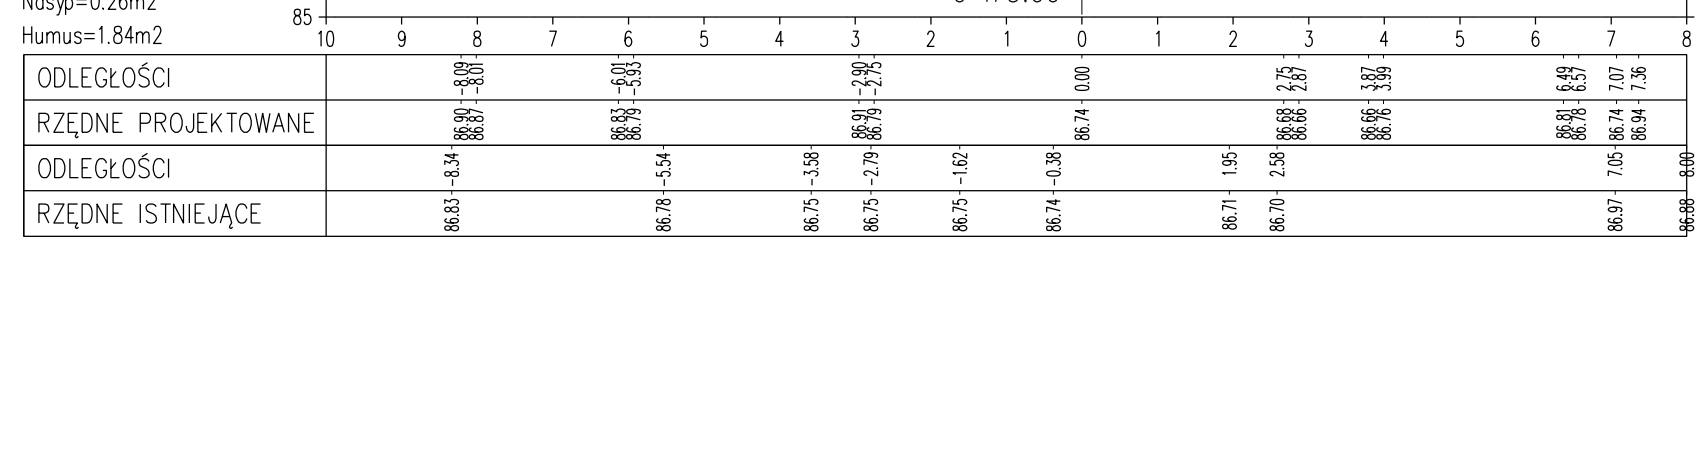 Nasyp=0.26m2
85
Humus=1.84m2
10 9 8 7 6 5 4 3 2 1 0 1 2 3 4 5 6 7 8
ODLEGŁOŚCI -8.09 -8.01 -6.01 -5.93 -2.90 -2.75 0.00 2.75 2.87 3.87 3.99 6.49 6.57 7.07 7.36
RZĘDNE PROJEKTOWANE 86.90 86.87 86.83 86.79 86.91 86.79 86.74 86.68 86.66 86.66 86.76 86.81 86.78 86.74 86.94
ODLEGŁOŚCI -8.34 -5.54 -3.58 -2.79 -1.62 -0.38 1.95 2.58 7.05 8.00
RZĘDNE ISTNIEJĄCE 86.83 86.78 86.75 86.75 86.75 86.74 86.71 86.70 86.97 86.88